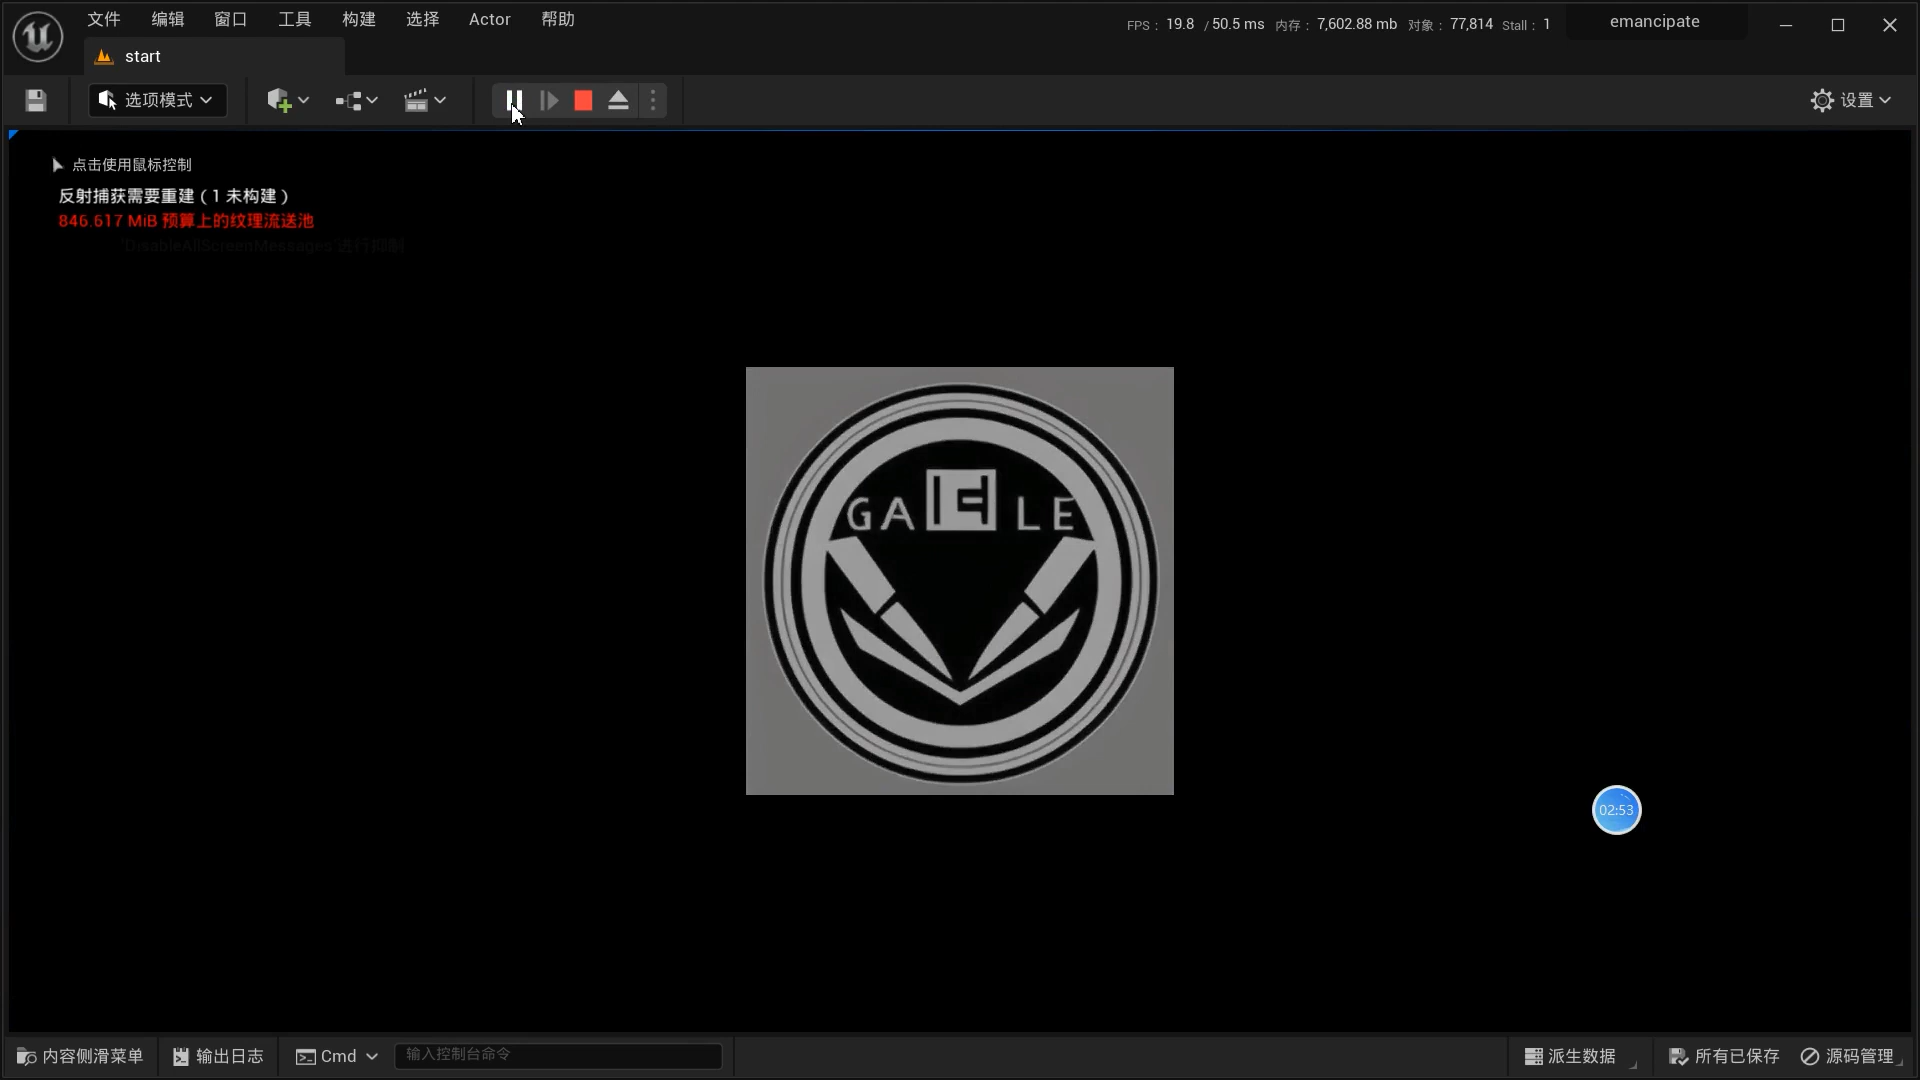 文件 编辑 窗口 工具 构建 选择 Actor 帮助
FPS： 19.8 / 50.5 ms 内存： 7,602.88 mb 对象： 77,814 Stall： 1
emancipate
start
选项模式
设置
点击使用鼠标控制
反射捕获需要重建 ( 1 未构建 )
846.617 MiB 预算上的纹理流送池
'DisableAllScreenMessages'进行抑制
GA LE
02:53
内容侧滑菜单 输出日志 Cmd 输入控制台命令 派生数据 所有已保存 源码管理